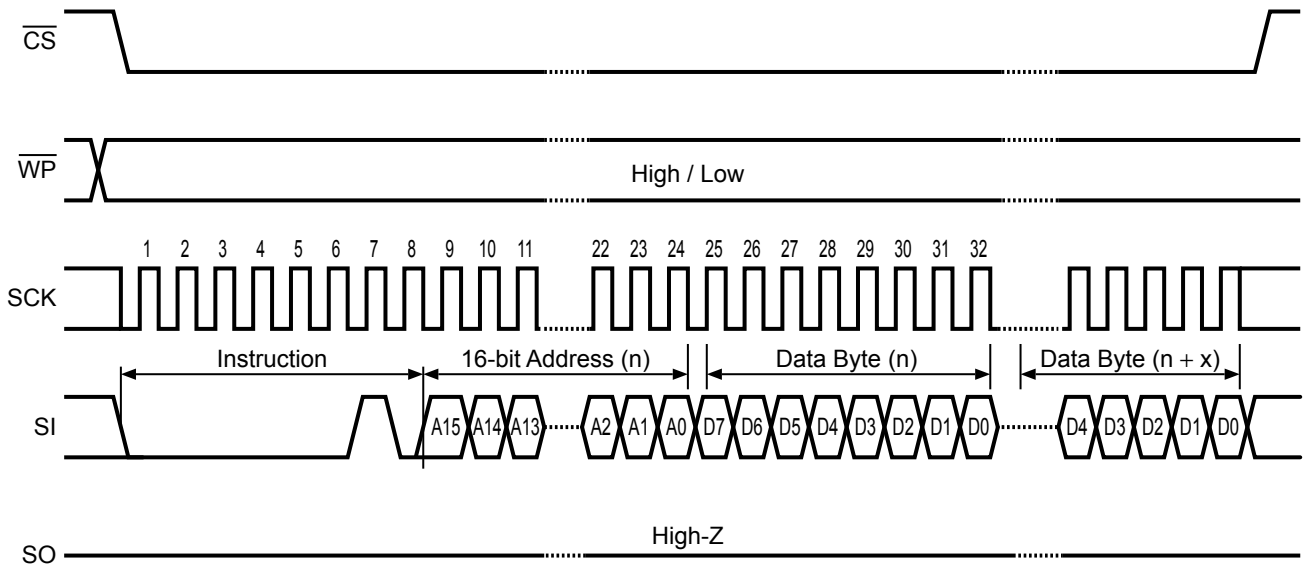 CS
WP
High / Low
1 2 3 4 5 6 7 8 9 10 11 22 23 24 25 26 27 28 29 30 31 32
SCK
Instruction 16-bit Address (n) Data Byte (n) Data Byte (n + x)
SI A15 A14 A13 A2 A1 A0 D7 D6 D5 D4 D3 D2 D1 D0 D4 D3 D2 D1 D0
High-Z
SO